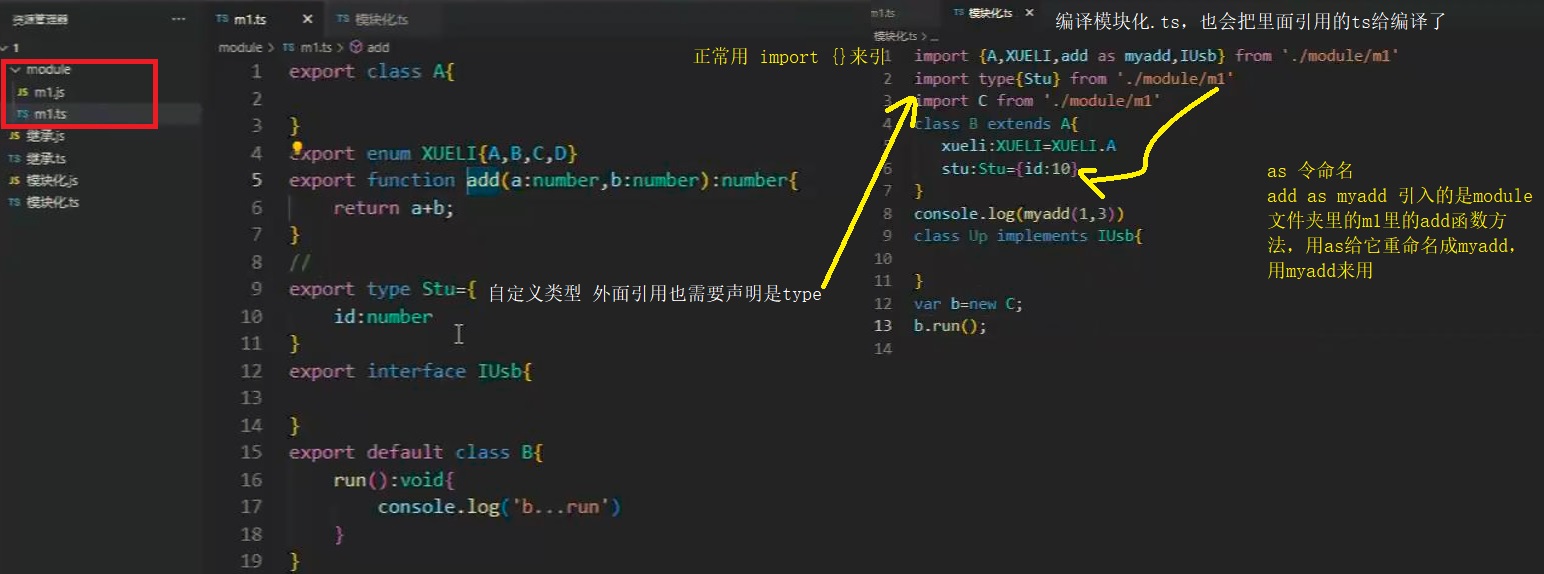 资源管理器 ...
1
module
JS m1.js
TS m1.ts
JS 继承.js
TS 继承.ts
JS 模块化.js
TS 模块化.ts
TS m1.ts ×
TS 模块化.ts
module > TS m1.ts > add
1 export class A{
2
3 }
4 export enum XUELI{A,B,C,D}
5 export function add(a:number,b:number):number{
6 return a+b;
7 }
8 //
9 export type Stu={
10 id:number
11 }
12 export interface IUsb{
13
14 }
15 export default class B{
16 run():void{
17 console.log('b...run')
18 }
19 }
自定义类型 外面引用也需要声明是type
正常用 import {}来引
m1.ts
TS 模块化.ts ×
编译模块化.ts，也会把里面引用的ts给编译了
模块化.ts > ...
1 import {A,XUELI,add as myadd,IUsb} from './module/m1'
2 import type{Stu} from './module/m1'
3 import C from './module/m1'
4 class B extends A{
xueli:XUELI=XUELI.A
6 stu:Stu={id:10}
7 }
8 console.log(myadd(1,3))
9 class Up implements IUsb{
10
11 }
12 var b=new C;
13 b.run();
14
as 令命名
add as myadd 引入的是module
文件夹里的m1里的add函数方
法，用as给它重命名成myadd，
用myadd来用